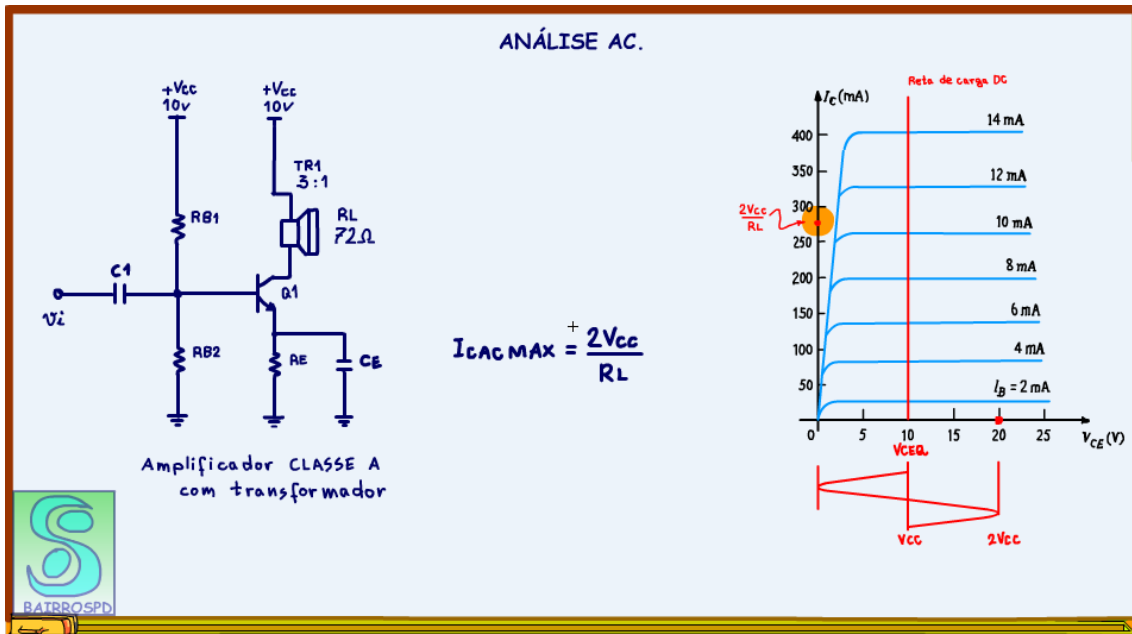 ANÁLISE AC.
+Vcc
10v
+Vcc
10v
TR1
3:1
RB1
RL
72Ω
C1
Q1
Vi
RB2
RE
CE
Amplificador CLASSE A
com transformador
BAIRROSPD
ICAC MAX = 2Vcc
RL
Reta de carga DC
IC (mA)
400
350
300
250
200
150
100
50
0
5
10
15
20
25
VCE (V)
14 mA
12 mA
10 mA
8 mA
6 mA
4 mA
IB = 2 mA
2Vcc
RL
VCEQ
VCC
2VCC